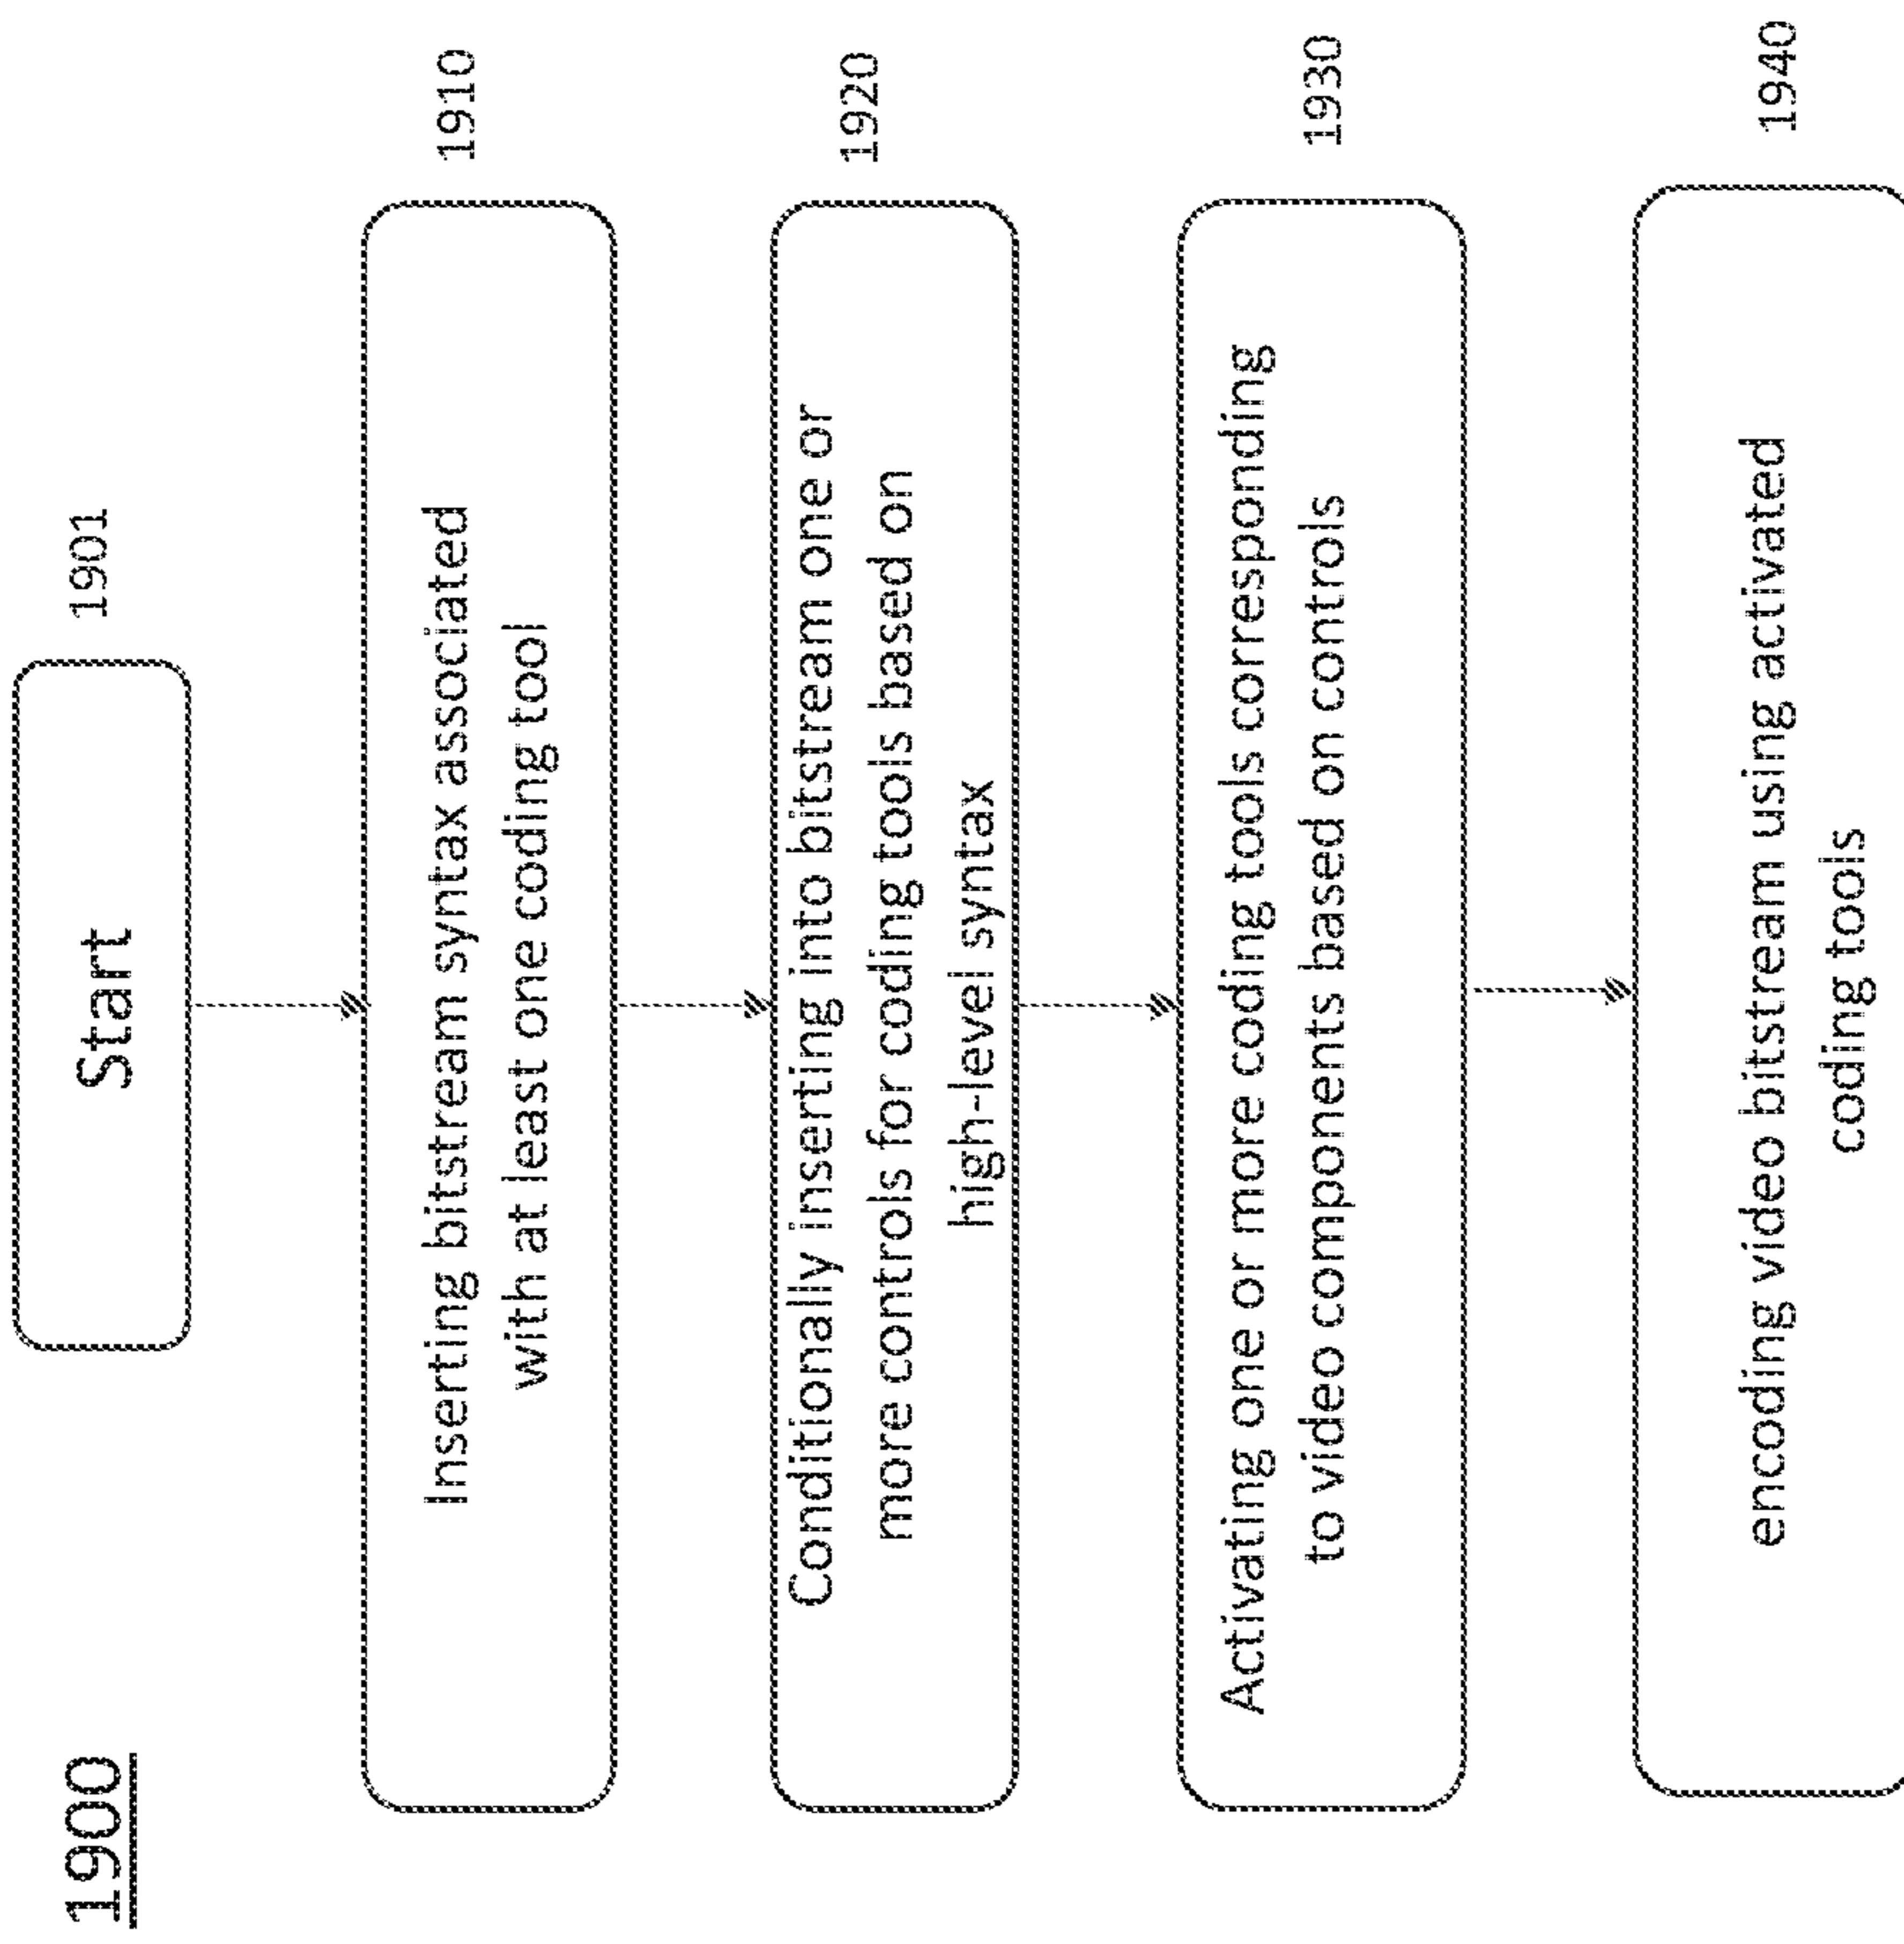 1900
Start
1901
Inserting bitstream syntax associated
with at least one coding tool
1910
Conditionally inserting into bitstream one or
more controls for coding tools based on
high-level syntax
1920
Activating one or more coding tools corresponding
to video components based on controls
1930
encoding video bitstream using activated
coding tools
1940